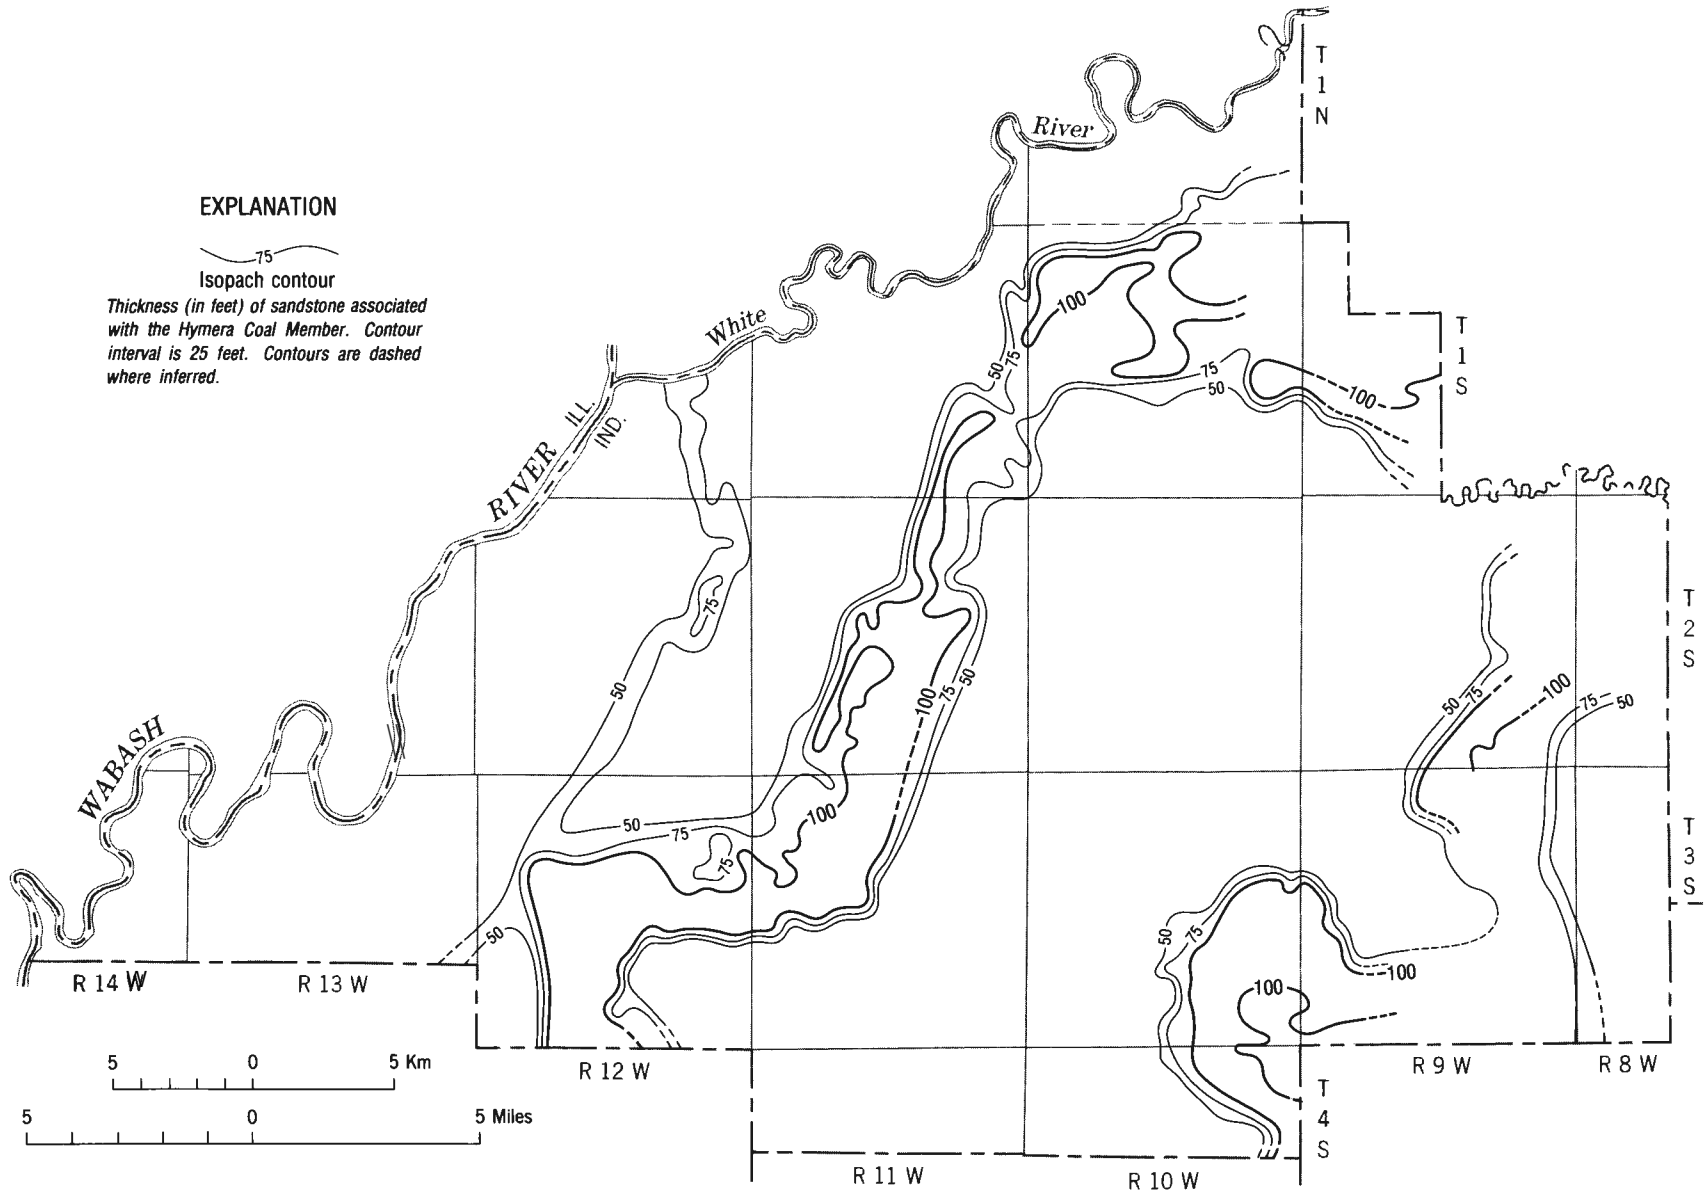 EXPLANATION
75
Isopach contour
Thickness (in feet) of sandstone associated
with the Hymera Coal Member. Contour
interval is 25 feet. Contours are dashed
where inferred.
River
White
WABASH
RIVER
ILL.
IND.
T
1
N
T
1
S
T
2
S
T
3
S
T
4
S
100
50
75
75
50
100
75
50
100
75
50
50
75
100
75
50
50
75
100
75
50
50
75
100
100
R 14 W
R 13 W
R 12 W
R 11 W
R 10 W
R 9 W
R 8 W
5 0 5 Km
5 0 5 Miles